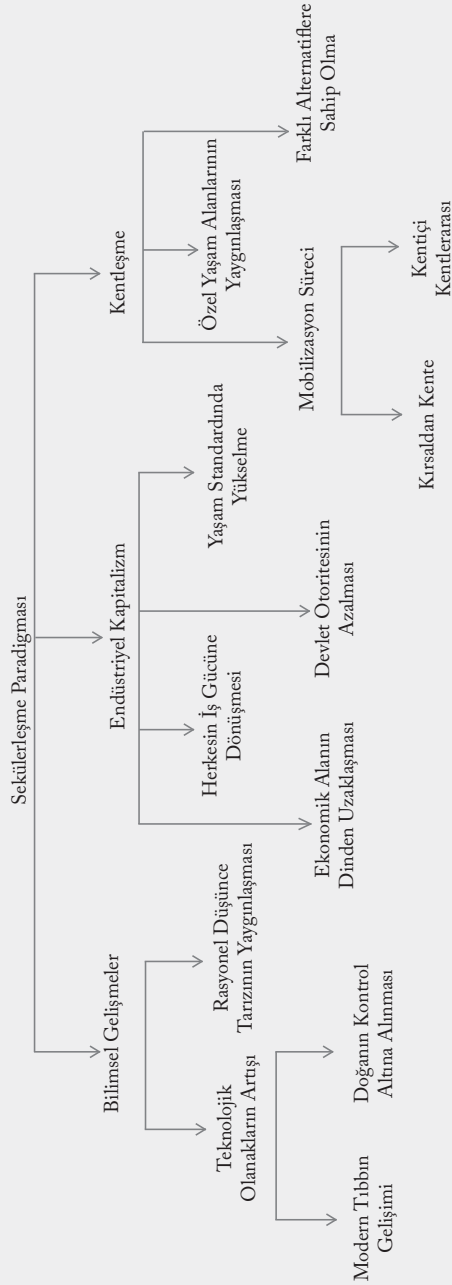 Sekülerleşme Paradigması
Bilimsel Gelişmeler
Endüstriyel Kapitalizm
Kentleşme
Teknolojik
Olanakların Artışı
Rasyonel Düşünce
Tarızının Yaygınlaşması
Herkesin İş Gücüne
Dönüşmesi
Yaşam Standardında
Yükselme
Özel Yaşam Alanlarının
Yaygınlaşması
Modern Tıbbın
Gelişimi
Doğanın Kontrol
Altına Alınması
Ekonomik Alanın
Dinden Uzaklaşması
Devlet Otoritesinin
Azalması
Mobilizasyon Süreci
Farklı Alternatiflere
Sahip Olma
Kırsaldan Kente
Kentiçi
Kentlerarası